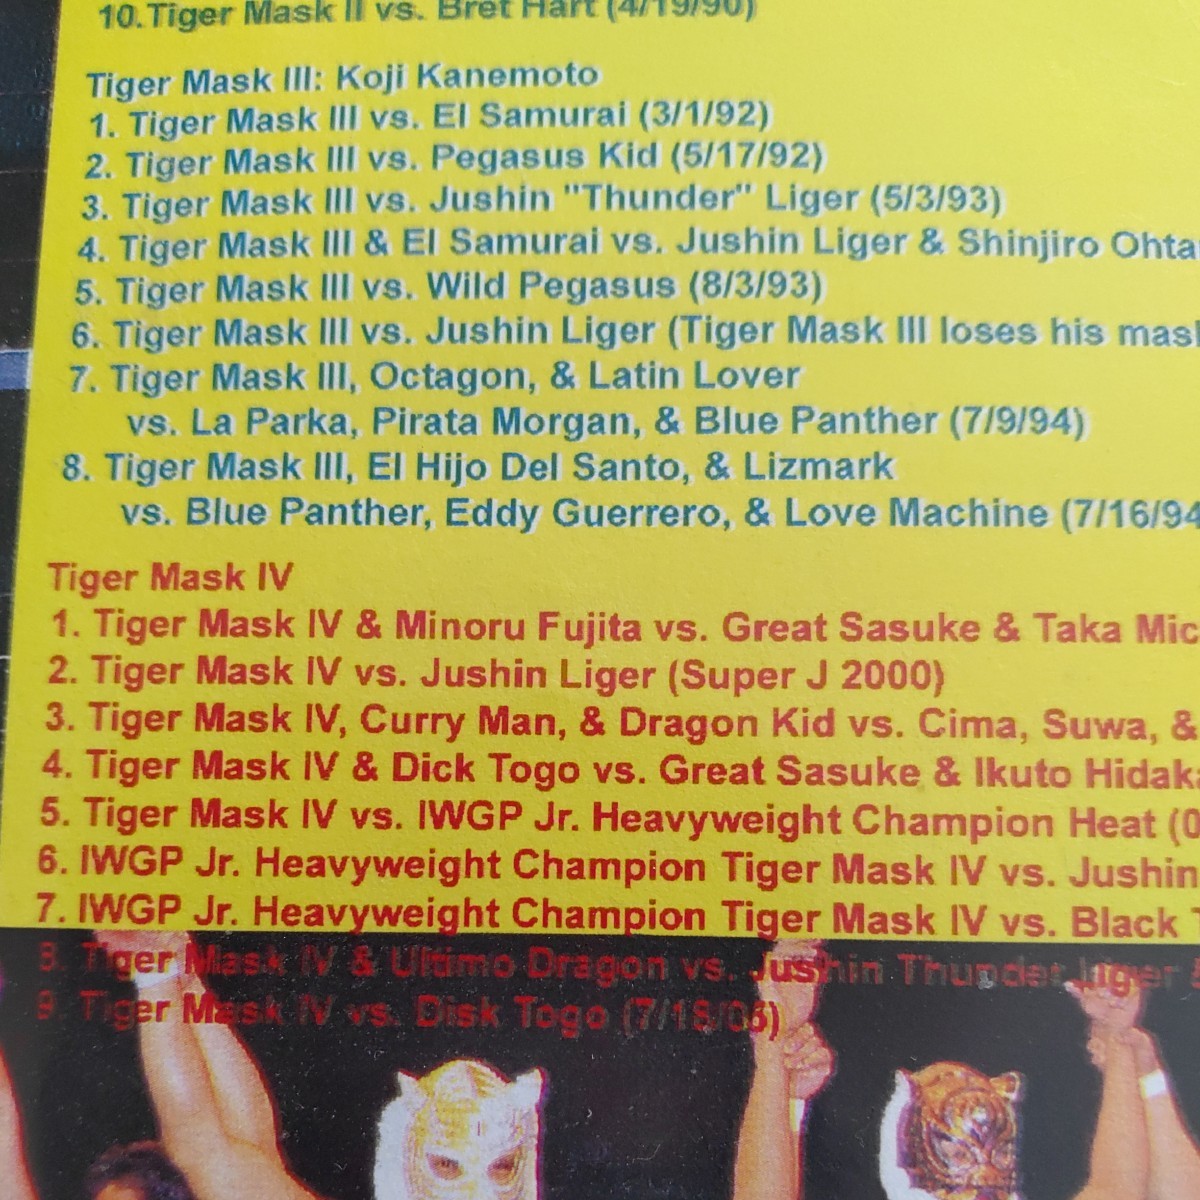 10. Tiger Mask II vs. Bret Hart (4/19/90)
Tiger Mask III: Koji Kanemoto
1. Tiger Mask III vs. El Samurai (3/1/92)
2. Tiger Mask III vs. Pegasus Kid (5/17/92)
3. Tiger Mask III vs. Jushin "Thunder" Liger (5/3/93)
4. Tiger Mask III & El Samurai vs. Jushin Liger & Shinjiro Ohta
5. Tiger Mask III vs. Wild Pegasus (8/3/93)
6. Tiger Mask III vs. Jushin Liger (Tiger Mask III loses his mas
7. Tiger Mask III, Octagon, & Latin Lover
vs. La Parka, Pirata Morgan, & Blue Panther (7/9/94)
8. Tiger Mask III, El Hijo Del Santo, & Lizmark
vs. Blue Panther, Eddy Guerrero, & Love Machine (7/16/94
Tiger Mask IV
1. Tiger Mask IV & Minoru Fujita vs. Great Sasuke & Taka Mic
2. Tiger Mask IV vs. Jushin Liger (Super J 2000)
3. Tiger Mask IV, Curry Man, & Dragon Kid vs. Cima, Suwa, &
4. Tiger Mask IV & Dick Togo vs. Great Sasuke & Ikuto Hidak
5. Tiger Mask IV vs. IWGP Jr. Heavyweight Champion Heat (0
6. IWGP Jr. Heavyweight Champion Tiger Mask IV vs. Jushin
7. IWGP Jr. Heavyweight Champion Tiger Mask IV vs. Black
8. Tiger Mask IV & Ultimo Dragon vs. Jushin Thunder Liger
9. Tiger Mask IV vs. Disk Togo (7/18/06)